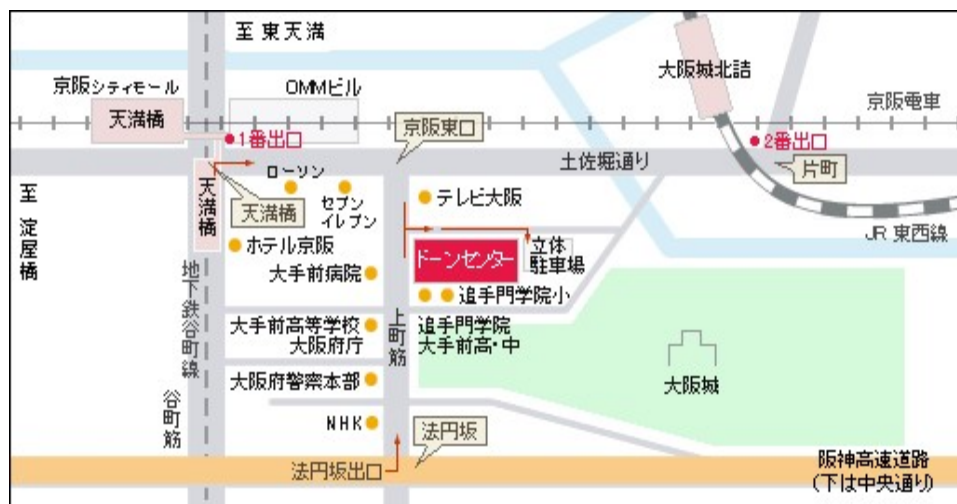 至東天満
京阪シティモール
OMMビル
大阪城北詰
天満橋
京阪電車
1番出口
京阪東口
2番出口
土佐堀通り
片町
ローソン
至淀屋橋
天満橋
天満橋
セブン
イレブン
テレビ大阪
JR東西線
ホテル京阪
ドーンセンター
立体
駐車場
大手前病院
追手門学院小
地下鉄谷町線
大手前高等学校
大阪府庁
上町筋
追手門学院
大手前高・中
大阪城
大阪府警察本部
谷町筋
NHK
法円坂
法円坂出口
阪神高速道路
(下は中央通り)